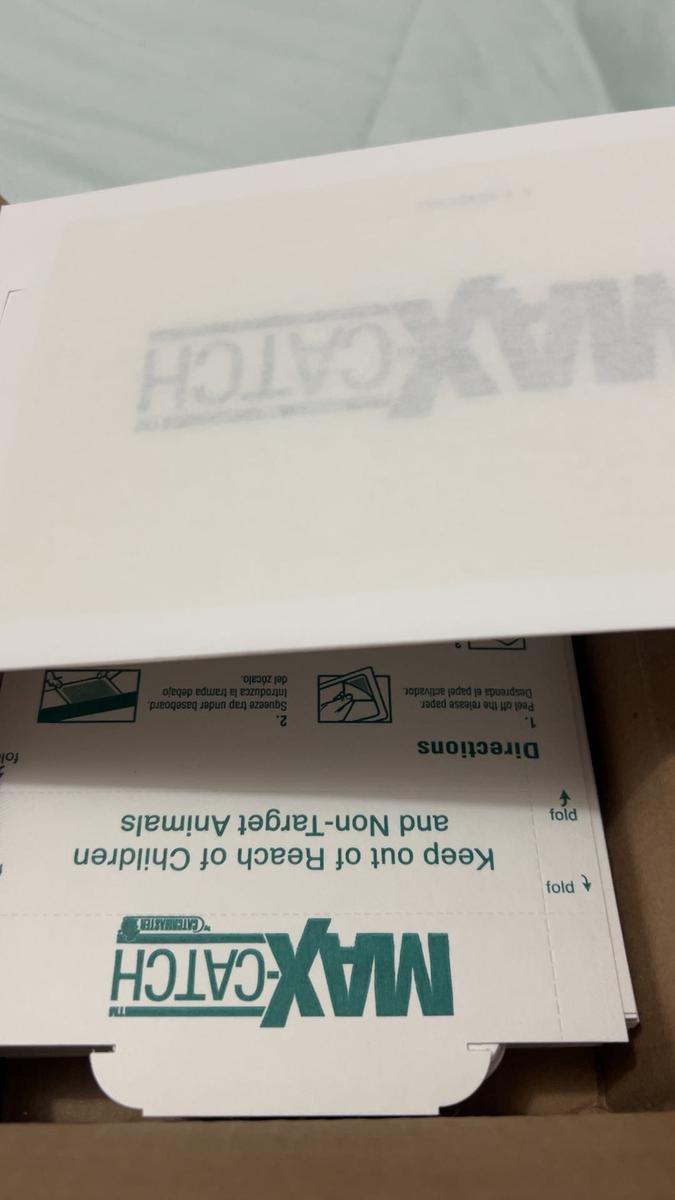 MAX-CATCH
MAX-CATCH™
by CATCHMASTER
fold
Keep out of Reach of Children
and Non-Target Animals
fold
Directions
1.
Peel off the release paper.
Desprenda el papel activador.
2.
Squeeze trap under baseboard.
Introduzca la trampa debajo
del zócalo.